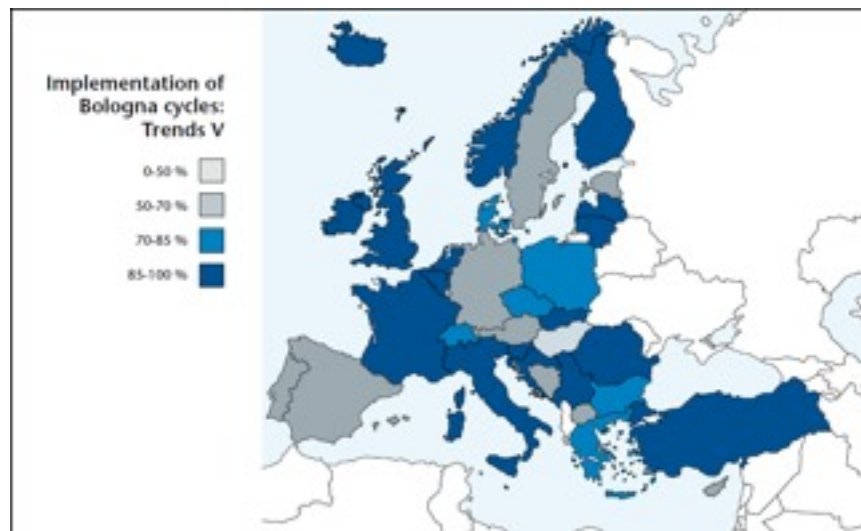 Implementation of
Bologna cycles:
Trends V
0-50 %
50-70 %
70-85 %
85-100 %